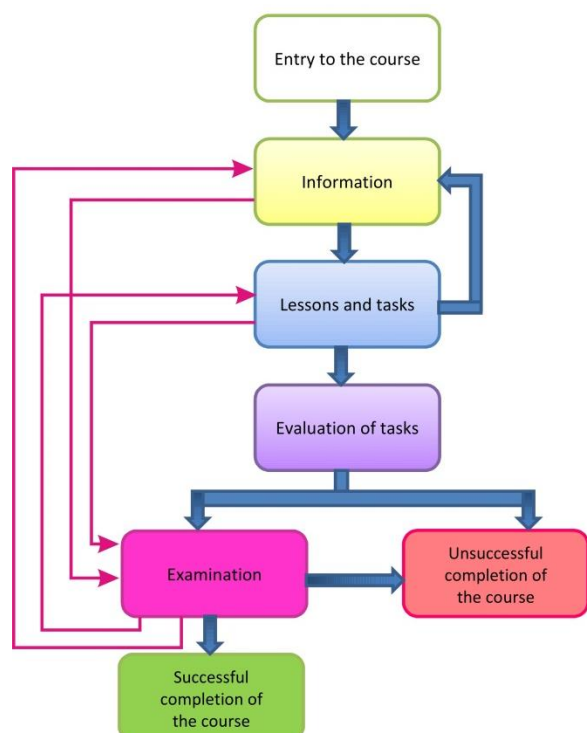 Entry to the course
Information
Lessons and tasks
Evaluation of tasks
Examination
Unsuccessful
completion of
the course
Successful
completion of
the course